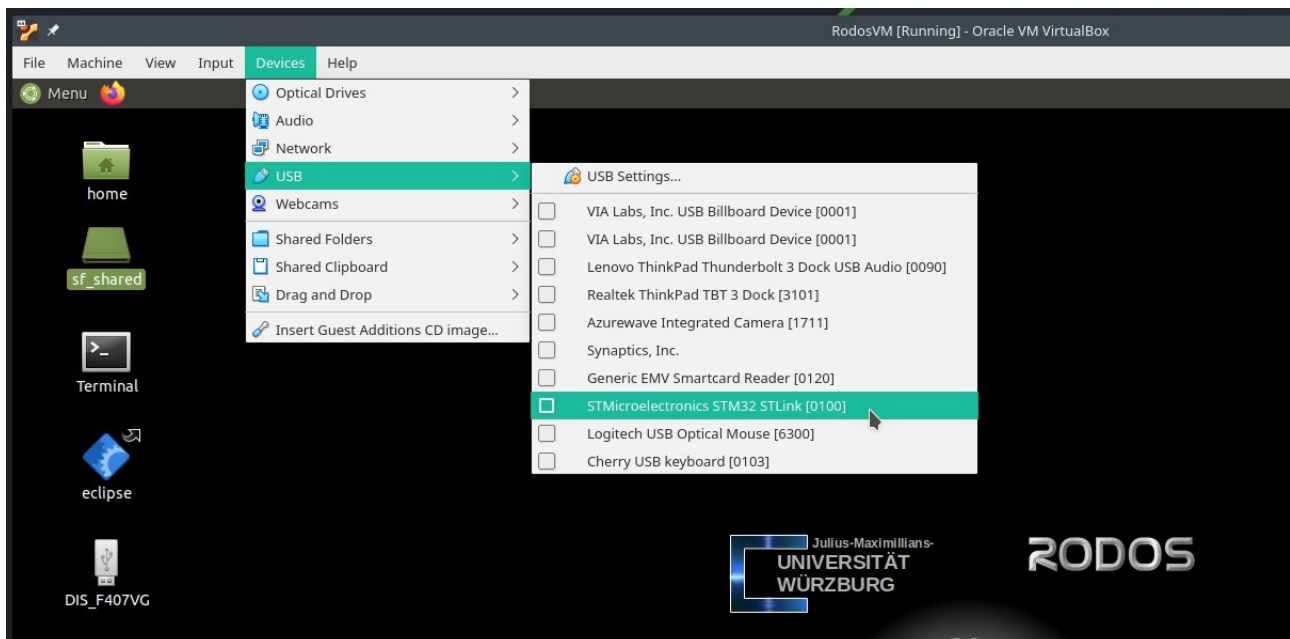 RodosVM [Running] - Oracle VM VirtualBox
File Machine View Input Devices Help
Menu
Optical Drives
Audio
Network
USB
Webcams
Shared Folders
Shared Clipboard
Drag and Drop
Insert Guest Additions CD image...
USB Settings...
VIA Labs, Inc. USB Billboard Device [0001]
VIA Labs, Inc. USB Billboard Device [0001]
Lenovo ThinkPad Thunderbolt 3 Dock USB Audio [0090]
Realtek ThinkPad TBT 3 Dock [3101]
Azurewave Integrated Camera [1711]
Synaptics, Inc.
Generic EMV Smartcard Reader [0120]
STMicroelectronics STM32 STLink [0100]
Logitech USB Optical Mouse [6300]
Cherry USB keyboard [0103]
home
sf_shared
Terminal
eclipse
DIS_F407VG
Julius-Maximillians-
UNIVERSITÄT
WÜRZBURG
RODOS